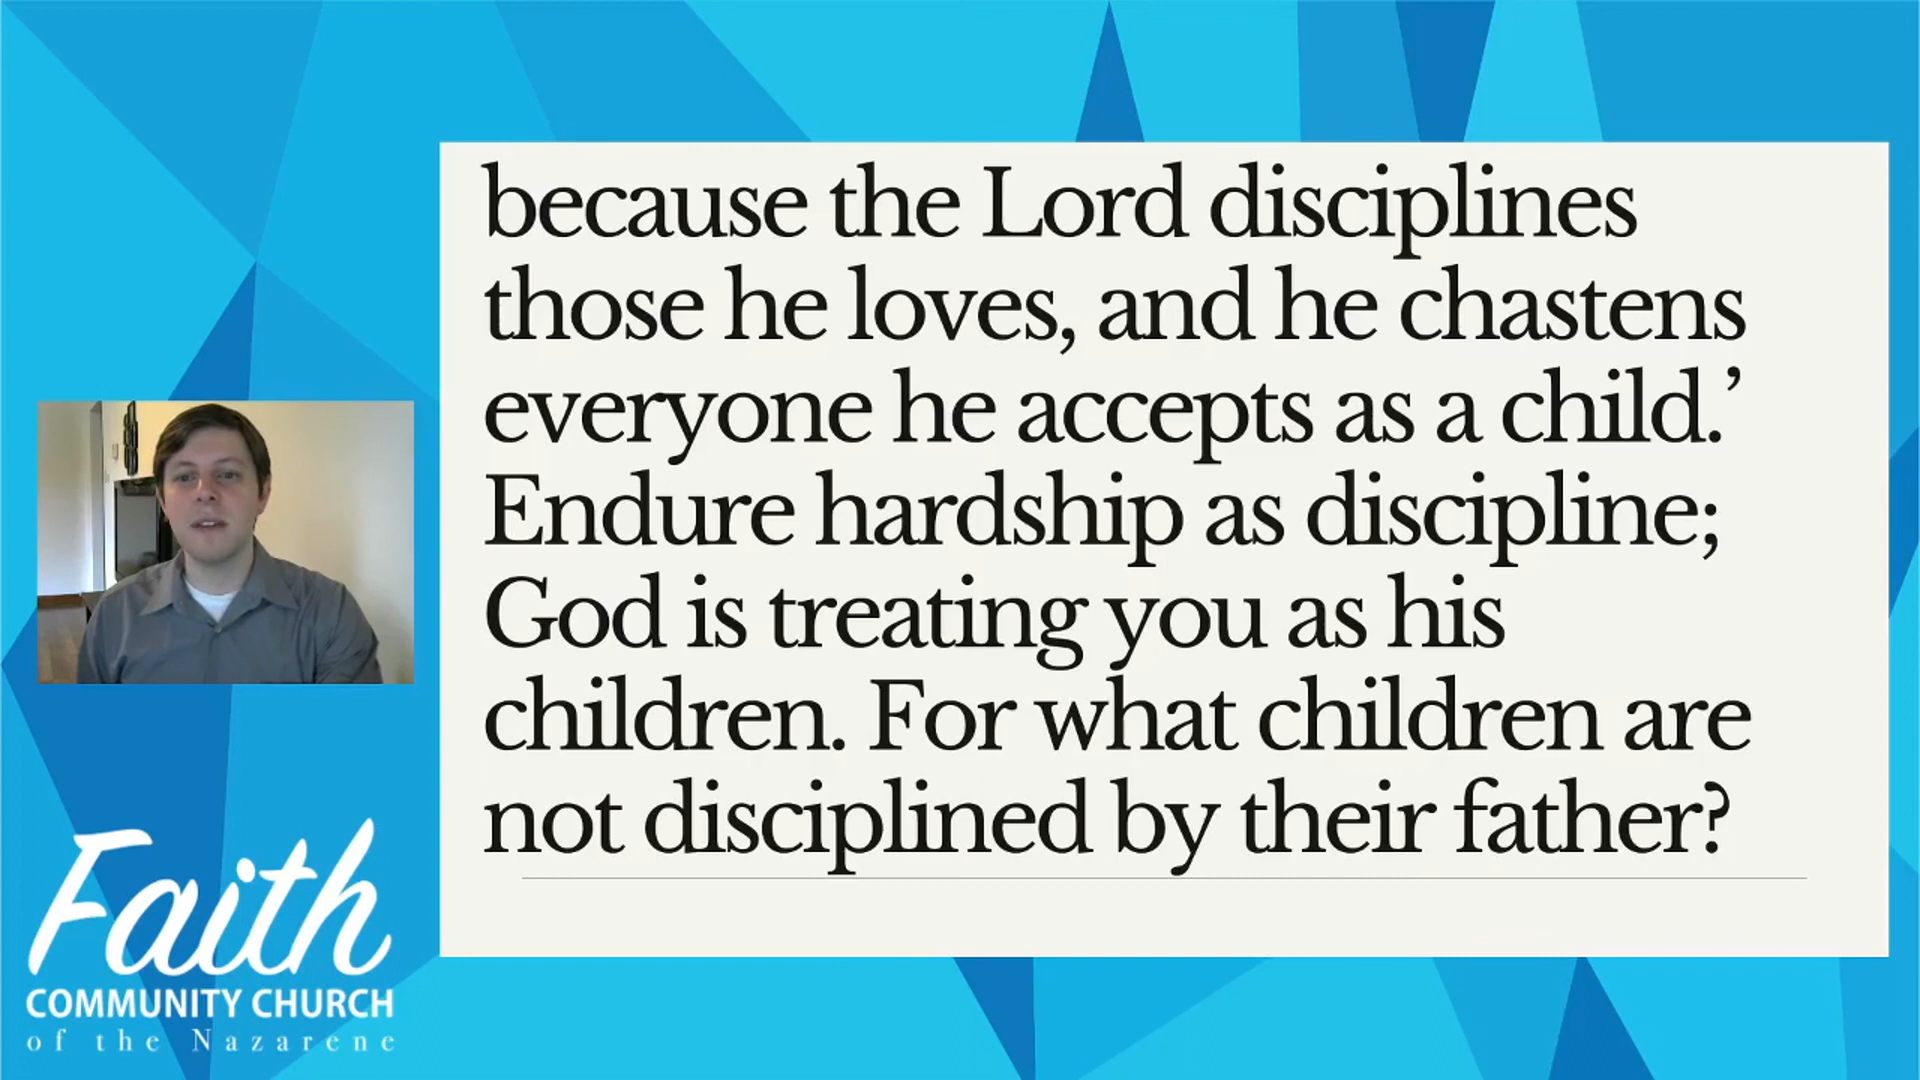 because the Lord disciplines
those he loves, and he chastens
everyone he accepts as a child.’
Endure hardship as discipline;
God is treating you as his
children. For what children are
not disciplined by their father?
Faith
COMMUNITY CHURCH
of the Nazarene